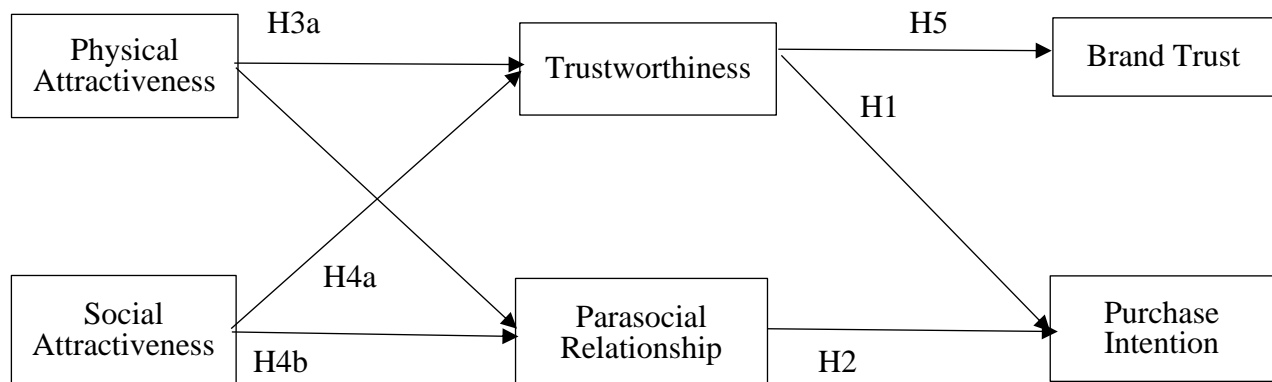 H3a
H5
Physical
Attractiveness
Trustworthiness
Brand Trust
H1
H4a
Social
Attractiveness
Parasocial
Relationship
Purchase
Intention
H4b
H2